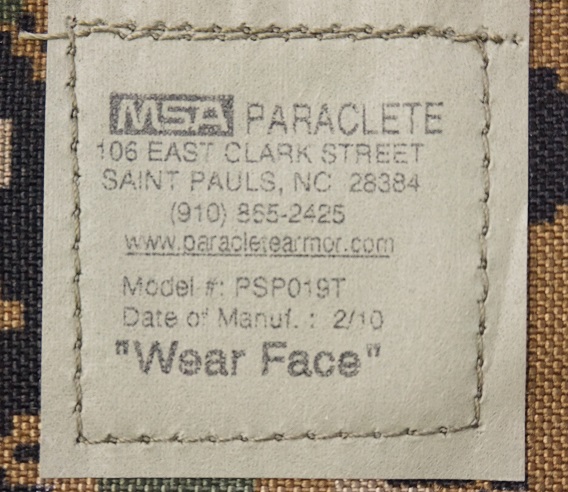 MSA PARACLETE
106 EAST CLARK STREET
SAINT PAULS, NC 28384
(910) 865-2425
www.paracletearmor.com
Model #: PSP019T
Date of Manuf. : 2/10
"Wear Face"